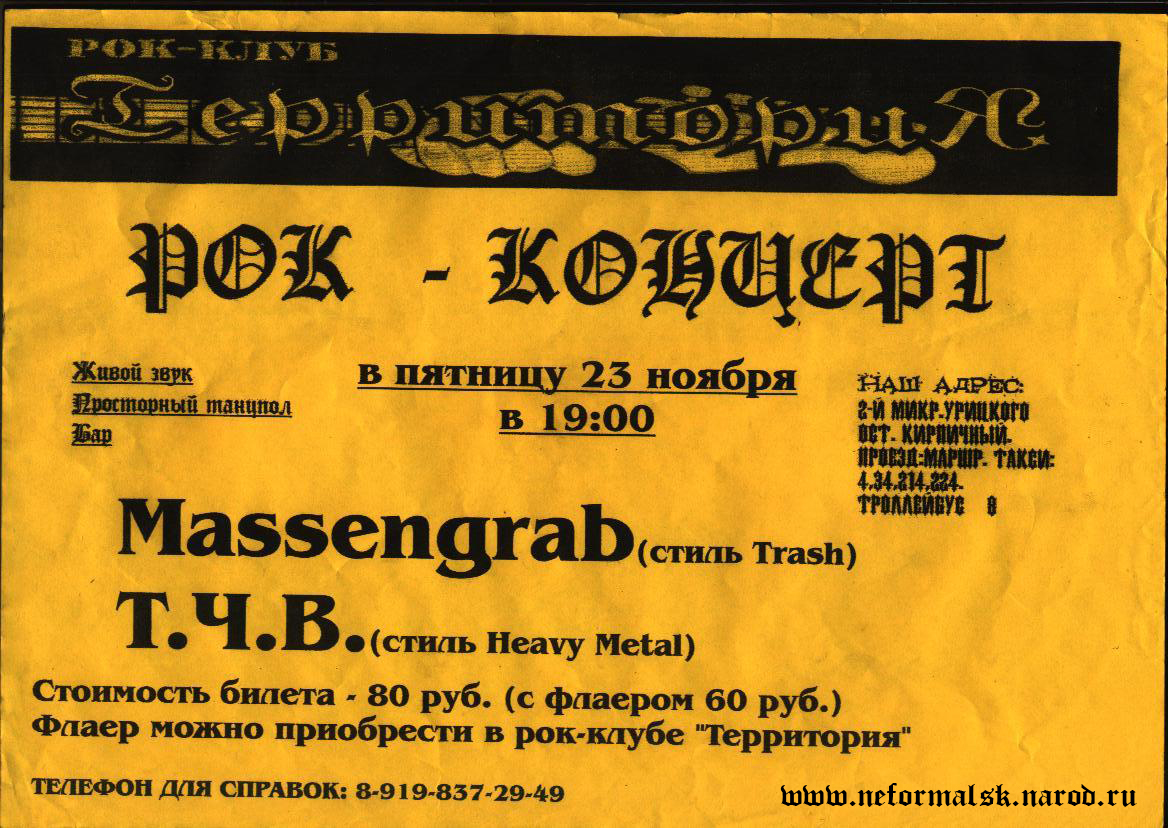 РОК-КЛУБ
ТерриториЯ
РОК - КОНЦЕРТ
Живой звук
Просторный танцпол
Бар
в пятницу 23 ноября
в 19:00
НАШ АДРЕС:
2-Й МИКР.УРИЦКОГО
ОСТ. КИРПИЧНЫЙ.
ПРОЕЗД:МАРШР. ТАКСИ:
4,34,214,224.
ТРОЛЛЕЙБУС 8
Massengrab(стиль Trash)
Т.Ч.В.(стиль Heavy Metal)
Стоимость билета - 80 руб. (с флаером 60 руб.)
Флаер можно приобрести в рок-клубе "Территория"
ТЕЛЕФОН ДЛЯ СПРАВОК: 8-919-837-29-49
www.neformalsk.narod.ru